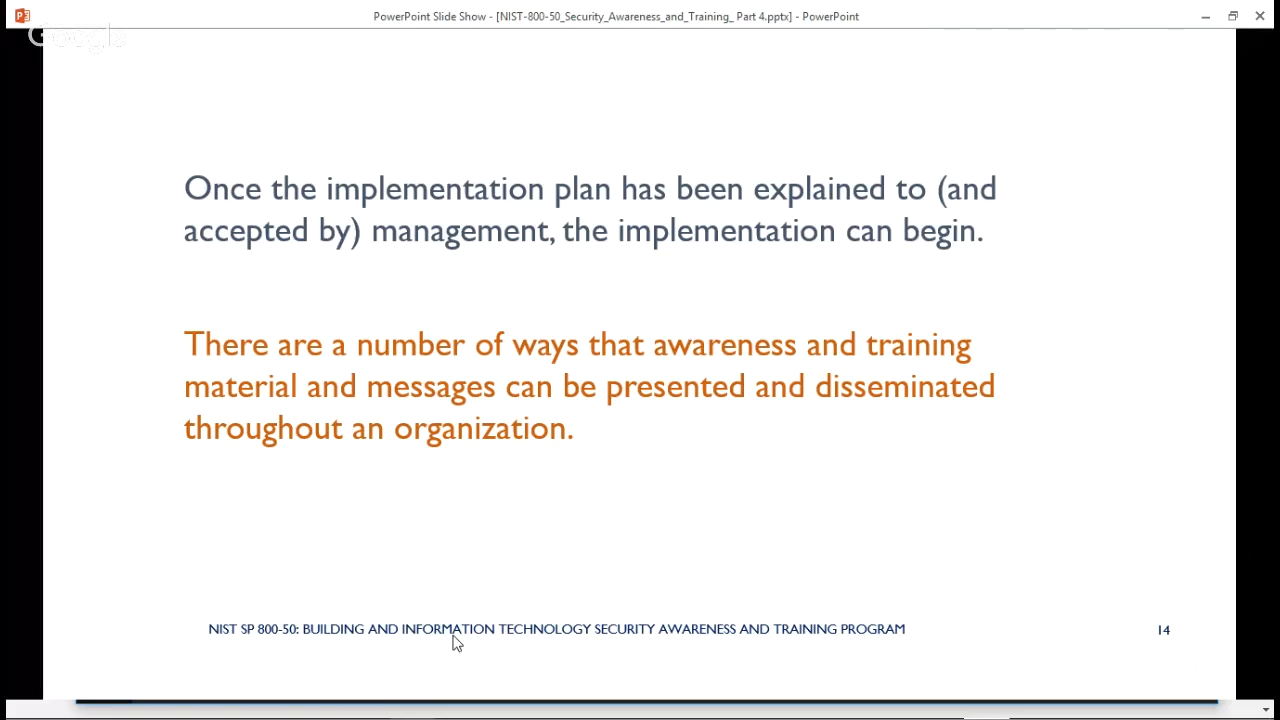 PowerPoint Slide Show - [NIST-800-50_Security_Awareness_and_Training_ Part 4.pptx] - PowerPoint
Google
Once the implementation plan has been explained to (and
accepted by) management, the implementation can begin.
There are a number of ways that awareness and training
material and messages can be presented and disseminated
throughout an organization.
NIST SP 800-50: BUILDING AND INFORMATION TECHNOLOGY SECURITY AWARENESS AND TRAINING PROGRAM
14